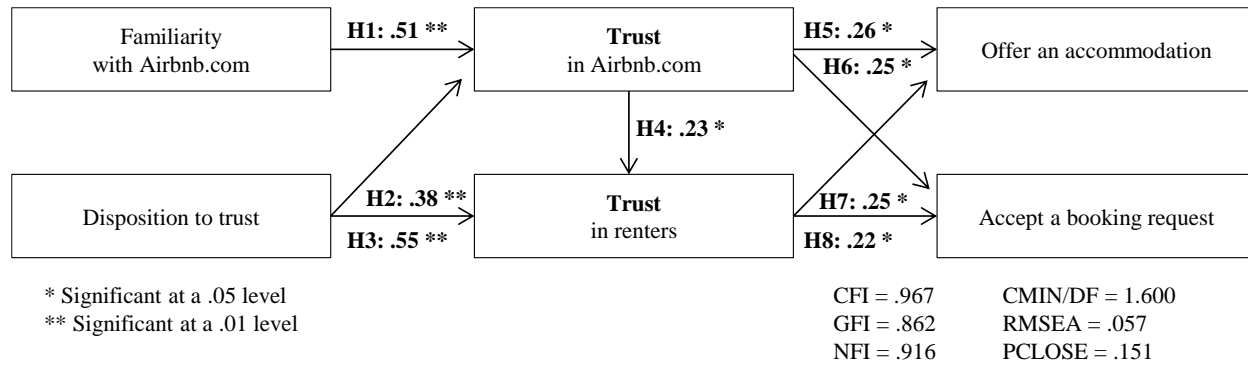 Familiarity
with Airbnb.com
H1: .51 **
Trust
in Airbnb.com
H5: .26 *
H6: .25 *
Offer an accommodation
H4: .23 *
Disposition to trust
H2: .38 **
H3: .55 **
Trust
in renters
H7: .25 *
H8: .22 *
Accept a booking request
* Significant at a .05 level
** Significant at a .01 level
CFI = .967
GFI = .862
NFI = .916
CMIN/DF = 1.600
RMSEA = .057
PCLOSE = .151